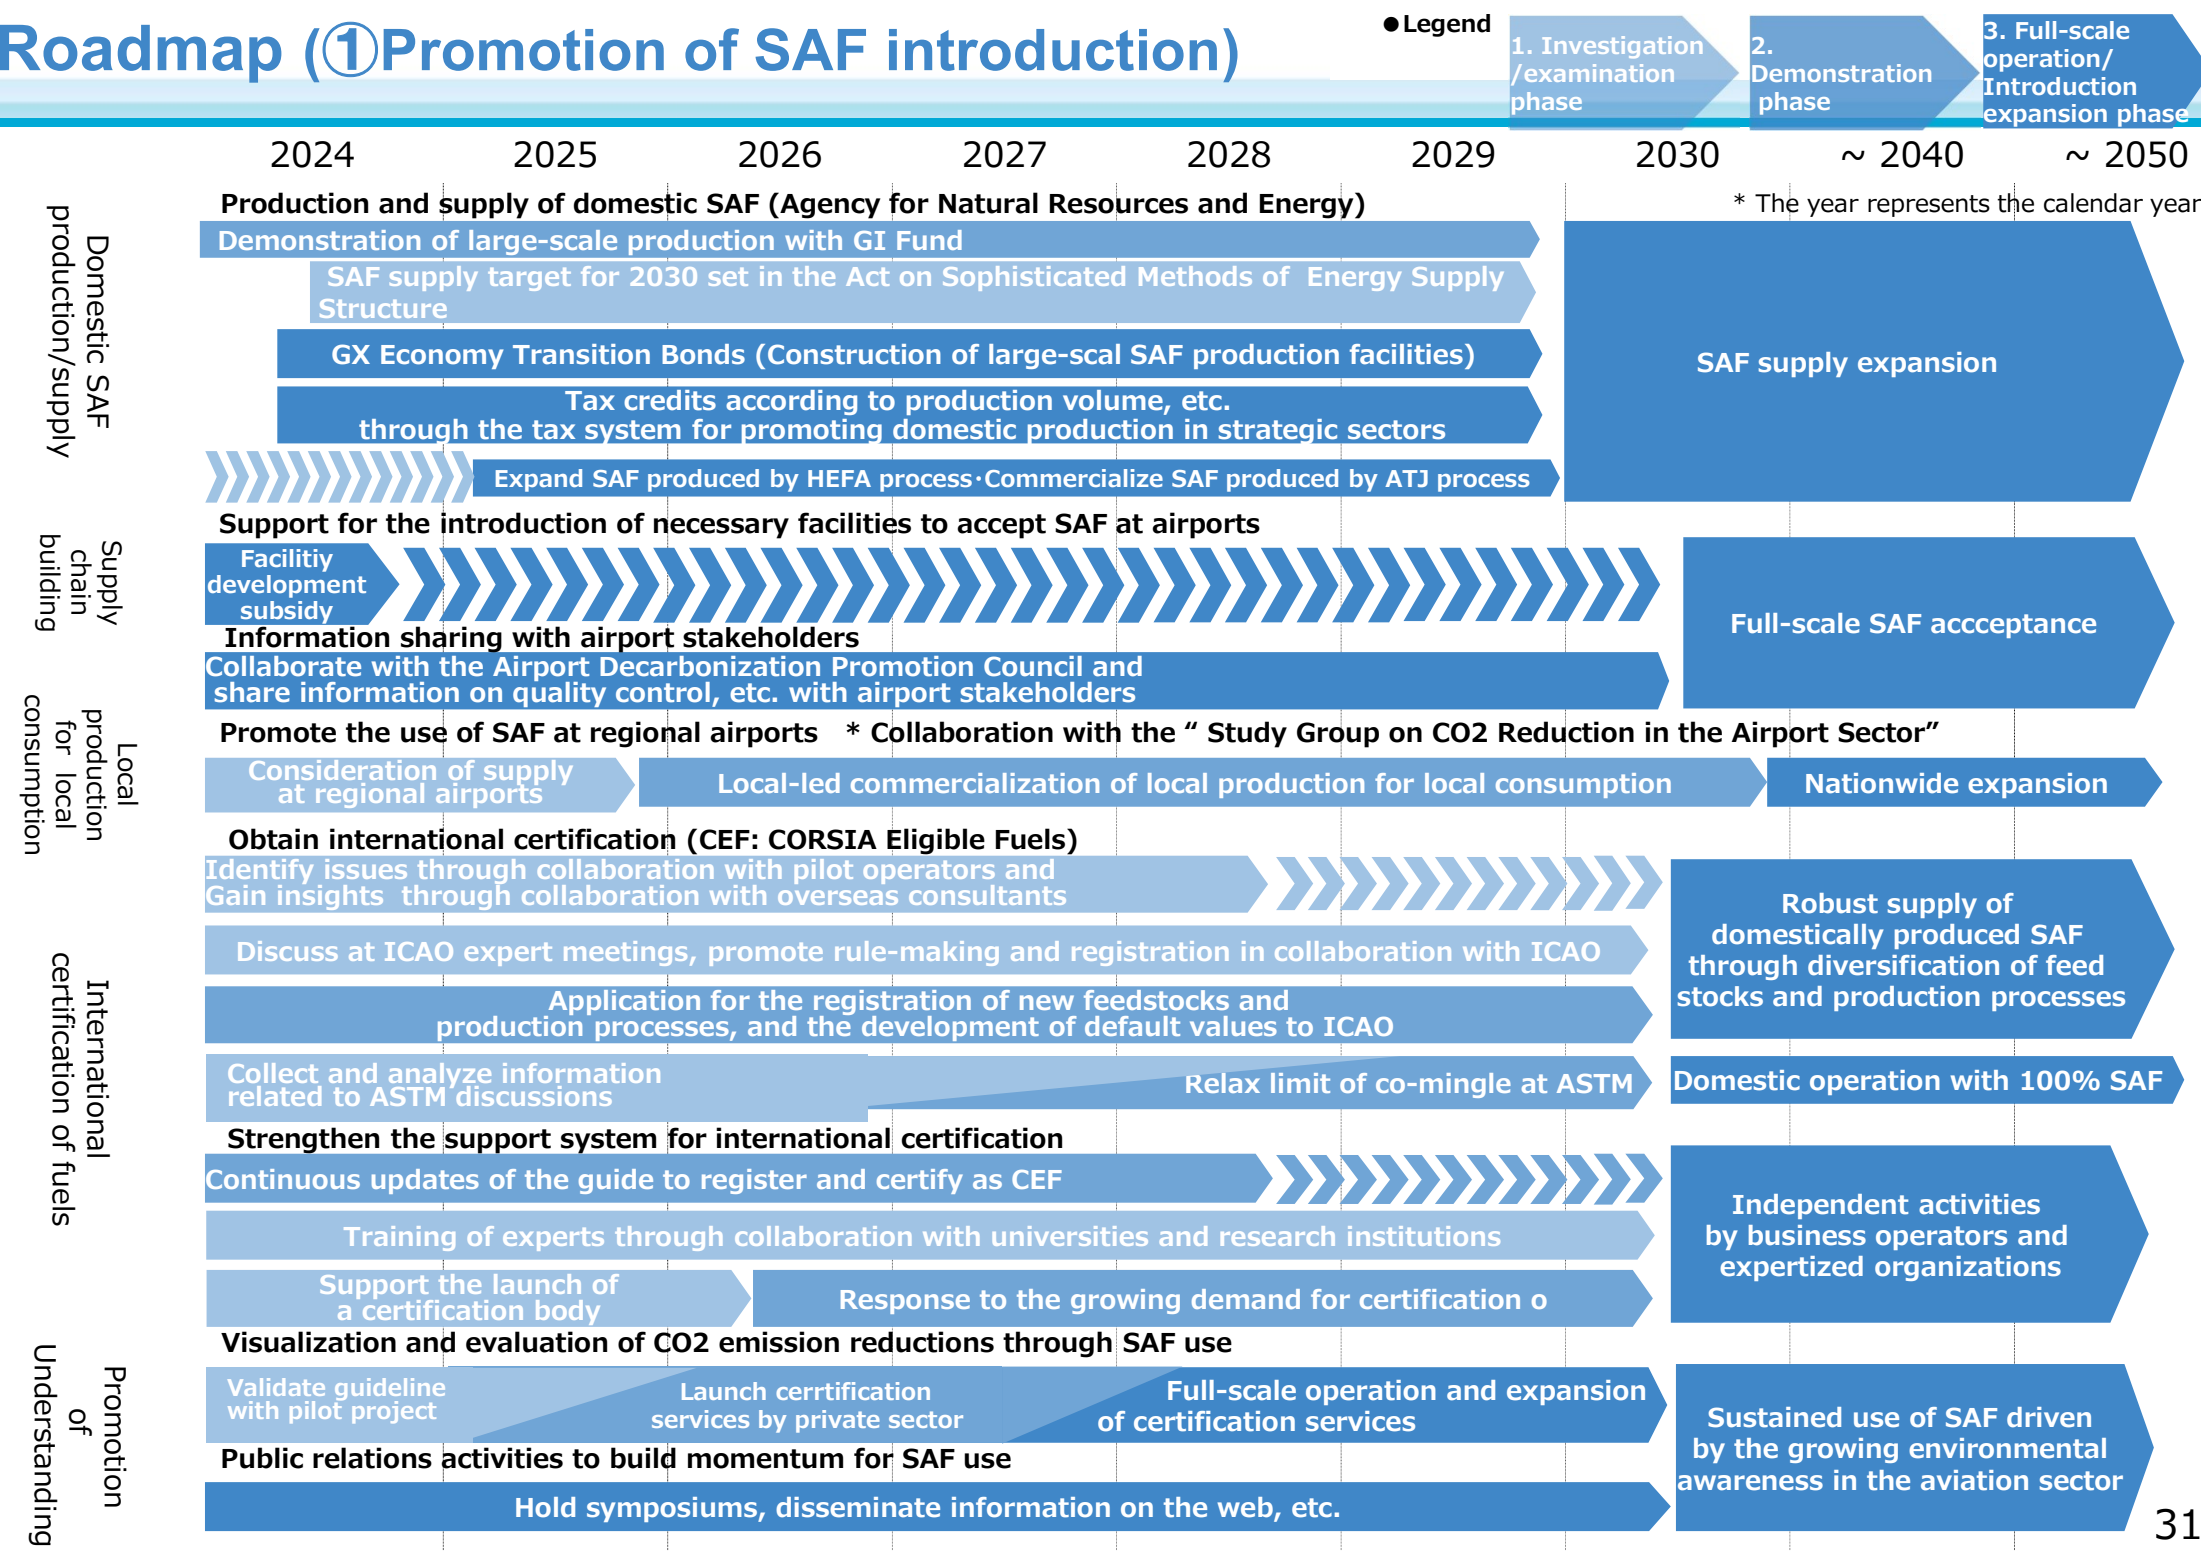 Roadmap (①Promotion of SAF introduction)
●Legend
1. Investigation
/examination
phase
2.
Demonstration
phase
3. Full-scale
operation/
Introduction
expansion phase
2024 2025 2026 2027 2028 2029 2030 ~ 2040 ~ 2050
* The year represents the calendar year
Domestic SAF
production/supply
Production and supply of domestic SAF (Agency for Natural Resources and Energy)
Demonstration of large-scale production with GI Fund
SAF supply target for 2030 set in the Act on Sophisticated Methods of Energy Supply
Structure
GX Economy Transition Bonds (Construction of large-scal SAF production facilities)
Tax credits according to production volume, etc.
through the tax system for promoting domestic production in strategic sectors
Expand SAF produced by HEFA process・Commercialize SAF produced by ATJ process
SAF supply expansion
Supply
chain
building
Support for the introduction of necessary facilities to accept SAF at airports
Facilitiy
development
subsidy
Information sharing with airport stakeholders
Collaborate with the Airport Decarbonization Promotion Council and
share information on quality control, etc. with airport stakeholders
Full-scale SAF accceptance
Local
production
for local
consumption
Promote the use of SAF at regional airports * Collaboration with the “ Study Group on CO2 Reduction in the Airport Sector”
Consideration of supply
at regional airports
Local-led commercialization of local production for local consumption
Nationwide expansion
International
certification of fuels
Obtain international certification (CEF: CORSIA Eligible Fuels)
Identify issues through collaboration with pilot operators and
Gain insights through collaboration with overseas consultants
Discuss at ICAO expert meetings, promote rule-making and registration in collaboration with ICAO
Application for the registration of new feedstocks and
production processes, and the development of default values to ICAO
Robust supply of
domestically produced SAF
through diversification of feed
stocks and production processes
Collect and analyze information
related to ASTM discussions
Relax limit of co-mingle at ASTM
Domestic operation with 100% SAF
Strengthen the support system for international certification
Continuous updates of the guide to register and certify as CEF
Training of experts through collaboration with universities and research institutions
Support the launch of
a certification body
Response to the growing demand for certification o
Independent activities
by business operators and
expertized organizations
Promotion
of
Understanding
Visualization and evaluation of CO2 emission reductions through SAF use
Validate guideline
with pilot project
Launch cerrtification
services by private sector
Full-scale operation and expansion
of certification services
Public relations activities to build momentum for SAF use
Hold symposiums, disseminate information on the web, etc.
Sustained use of SAF driven
by the growing environmental
awareness in the aviation sector
31